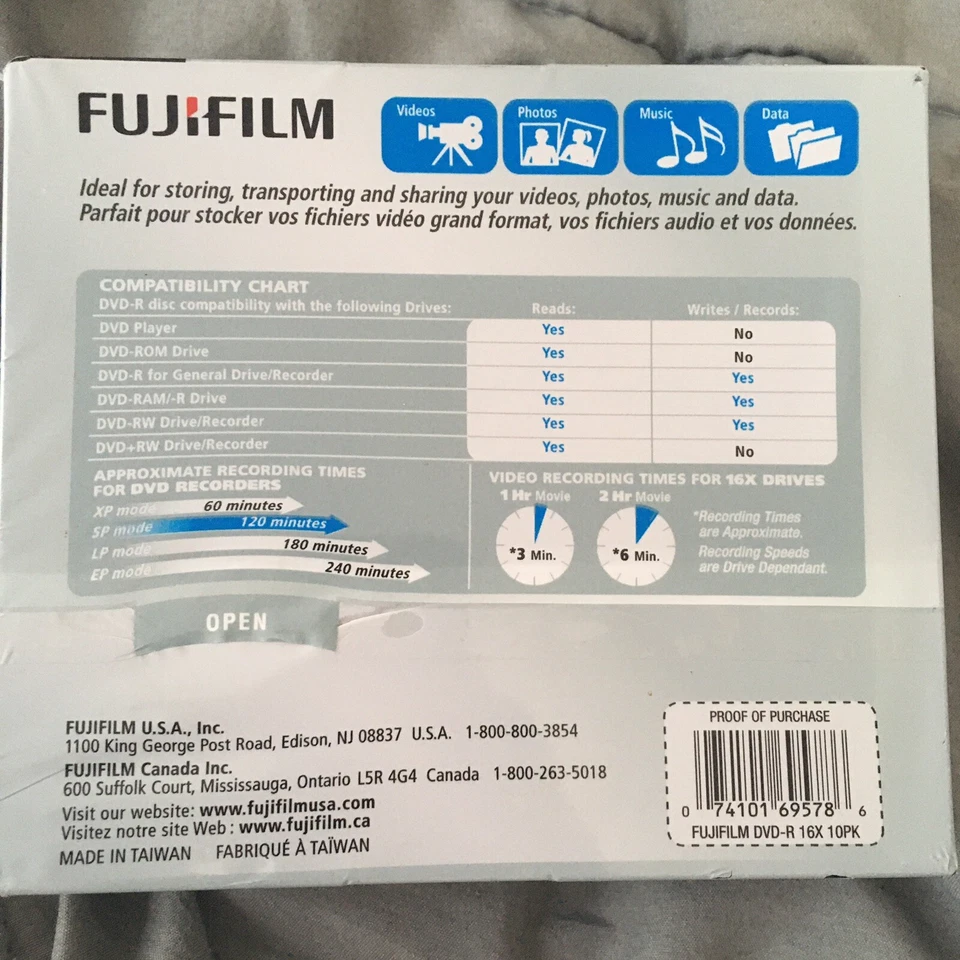 FUJIFILM
Videos Photos Music Data
Ideal for storing, transporting and sharing your videos, photos, music and data.
Parfait pour stocker vos fichiers vidéo grand format, vos fichiers audio et vos données.
COMPATIBILITY CHART
DVD-R disc compatibility with the following Drives: Reads: Writes / Records:
DVD Player Yes No
DVD-ROM Drive Yes No
DVD-R for General Drive/Recorder Yes Yes
DVD-RAM/-R Drive Yes Yes
DVD-RW Drive/Recorder Yes Yes
DVD+RW Drive/Recorder Yes No
APPROXIMATE RECORDING TIMES
FOR DVD RECORDERS
XP mode 60 minutes
SP mode 120 minutes
LP mode 180 minutes
EP mode 240 minutes
VIDEO RECORDING TIMES FOR 16X DRIVES
1 Hr Movie 2 Hr Movie
*3 Min. *6 Min.
*Recording Times
are Approximate.
Recording Speeds
are Drive Dependant.
OPEN
FUJIFILM U.S.A., Inc.
1100 King George Post Road, Edison, NJ 08837 U.S.A. 1-800-800-3854
FUJIFILM Canada Inc.
600 Suffolk Court, Mississauga, Ontario L5R 4G4 Canada 1-800-263-5018
Visit our website: www.fujifilmusa.com
Visitez notre site Web : www.fujifilm.ca
MADE IN TAIWAN FABRIQUÉ À TAÏWAN
PROOF OF PURCHASE
0 74101 69578 6
FUJIFILM DVD-R 16X 10PK